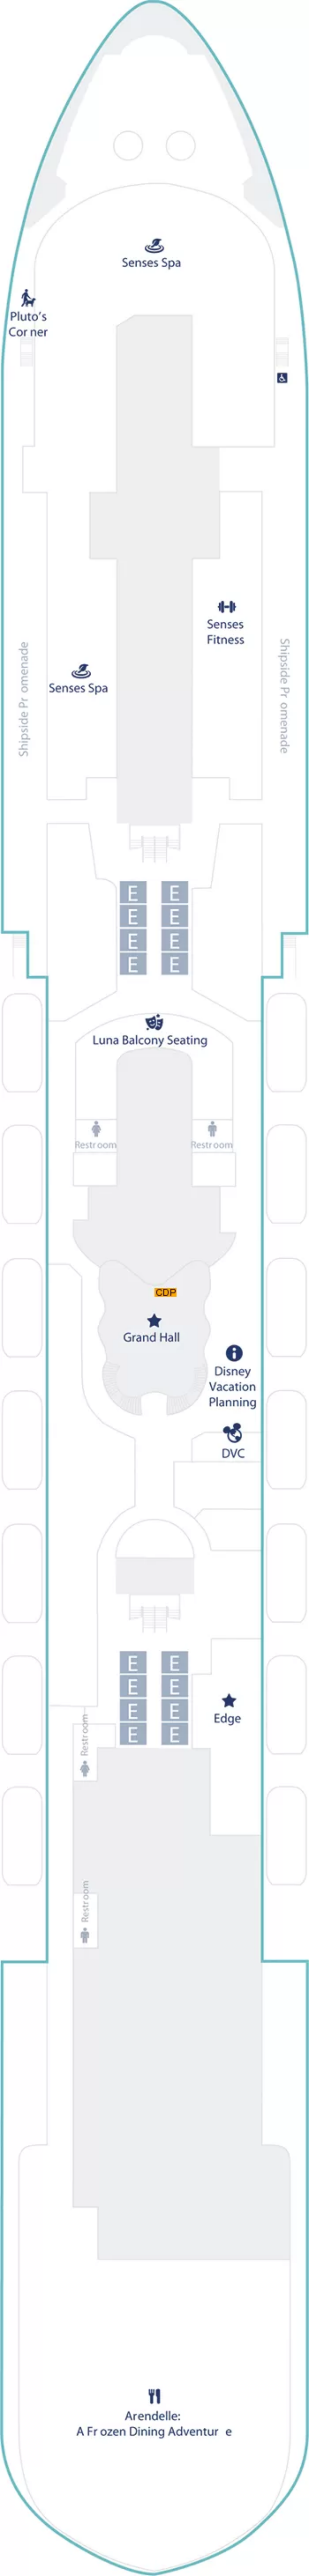 Senses Spa
Pluto's
Cor ner
Senses
Fitness
Shipside Pr omenade
Shipside Pr omenade
Senses Spa
E E
E E
E E
E E
Luna Balcony Seating
Restroom Restroom
CDP
Grand Hall
Disney
Vacation
Planning
DVC
E E
E E
E E
E E
Edge
Restroom
Restroom
Arendelle:
A Fr ozen Dining Adventur e